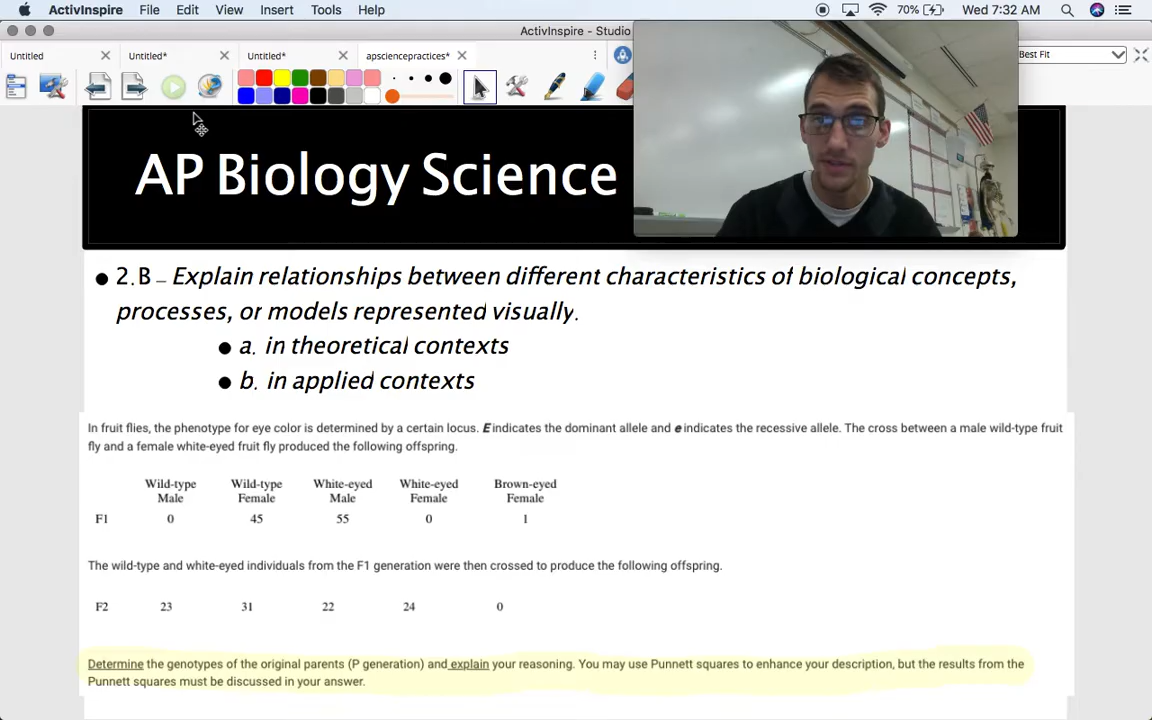 ActivInspire File Edit View Insert Tools Help 70% Wed 7:32 AM
ActivInspire - Studio
Untitled Untitled* Untitled* apsciencepractices* Best Fit
AP Biology Science
2.B – Explain relationships between different characteristics of biological concepts,
processes, or models represented visually.
a. in theoretical contexts
b. in applied contexts
In fruit flies, the phenotype for eye color is determined by a certain locus. E indicates the dominant allele and e indicates the recessive allele. The cross between a male wild-type fruit
fly and a female white-eyed fruit fly produced the following offspring.
Wild-type Wild-type White-eyed White-eyed Brown-eyed
Male Female Male Female Female
F1 0 45 55 0 1
The wild-type and white-eyed individuals from the F1 generation were then crossed to produce the following offspring.
F2 23 31 22 24 0
Determine the genotypes of the original parents (P generation) and explain your reasoning. You may use Punnett squares to enhance your description, but the results from the
Punnett squares must be discussed in your answer.